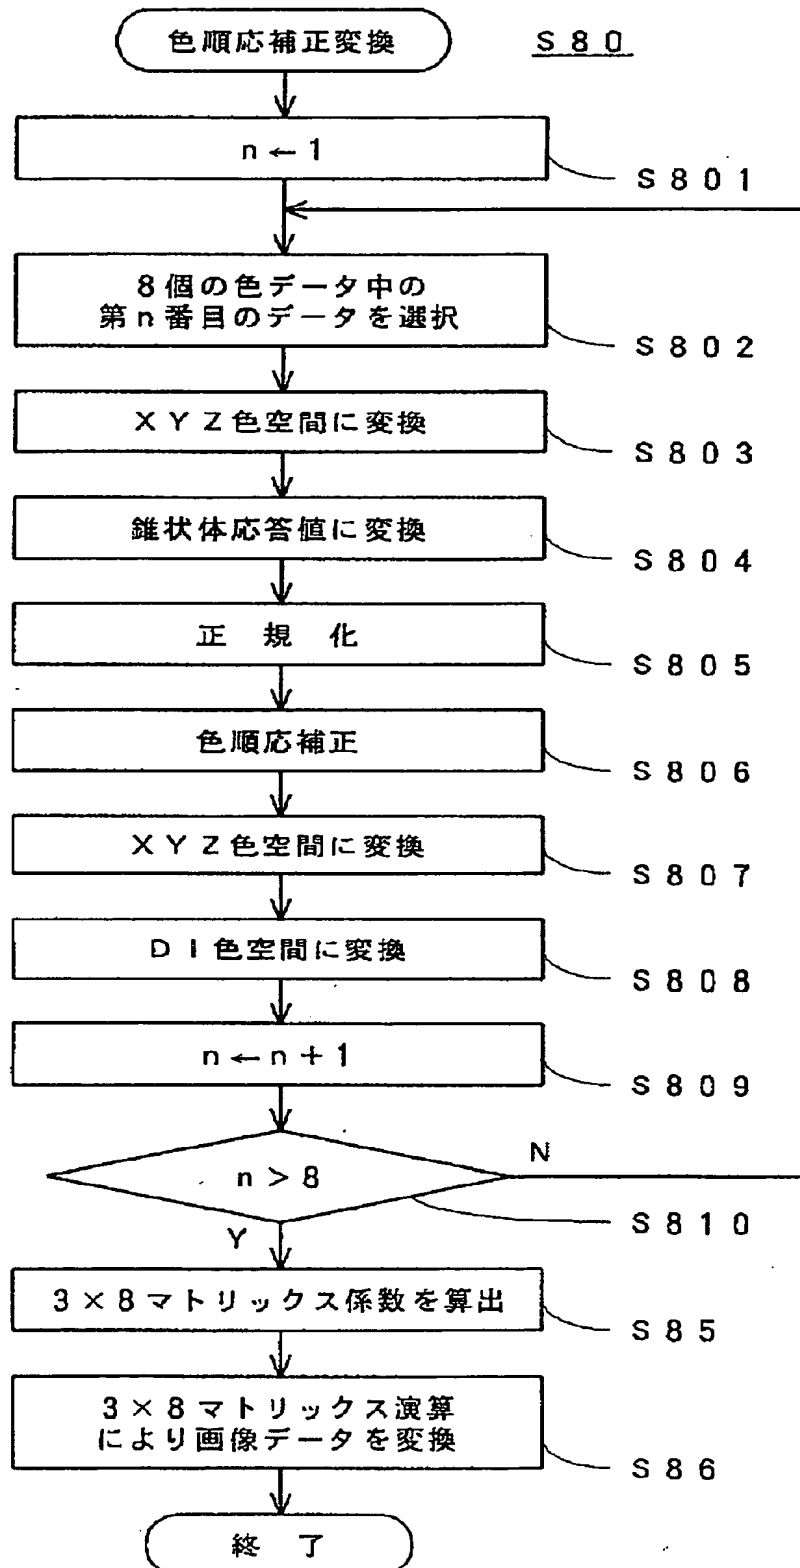 色順応補正変換
S80
n←1
S801
8個の色データ中の
第n番目のデータを選択
S802
XYZ色空間に変換
S803
錐状体応答値に変換
S804
正規化
S805
色順応補正
S806
XYZ色空間に変換
S807
DI色空間に変換
S808
n←n+1
S809
n>8
N
S810
Y
3×8マトリックス係数を算出
S85
3×8マトリックス演算
により画像データを変換
S86
終了